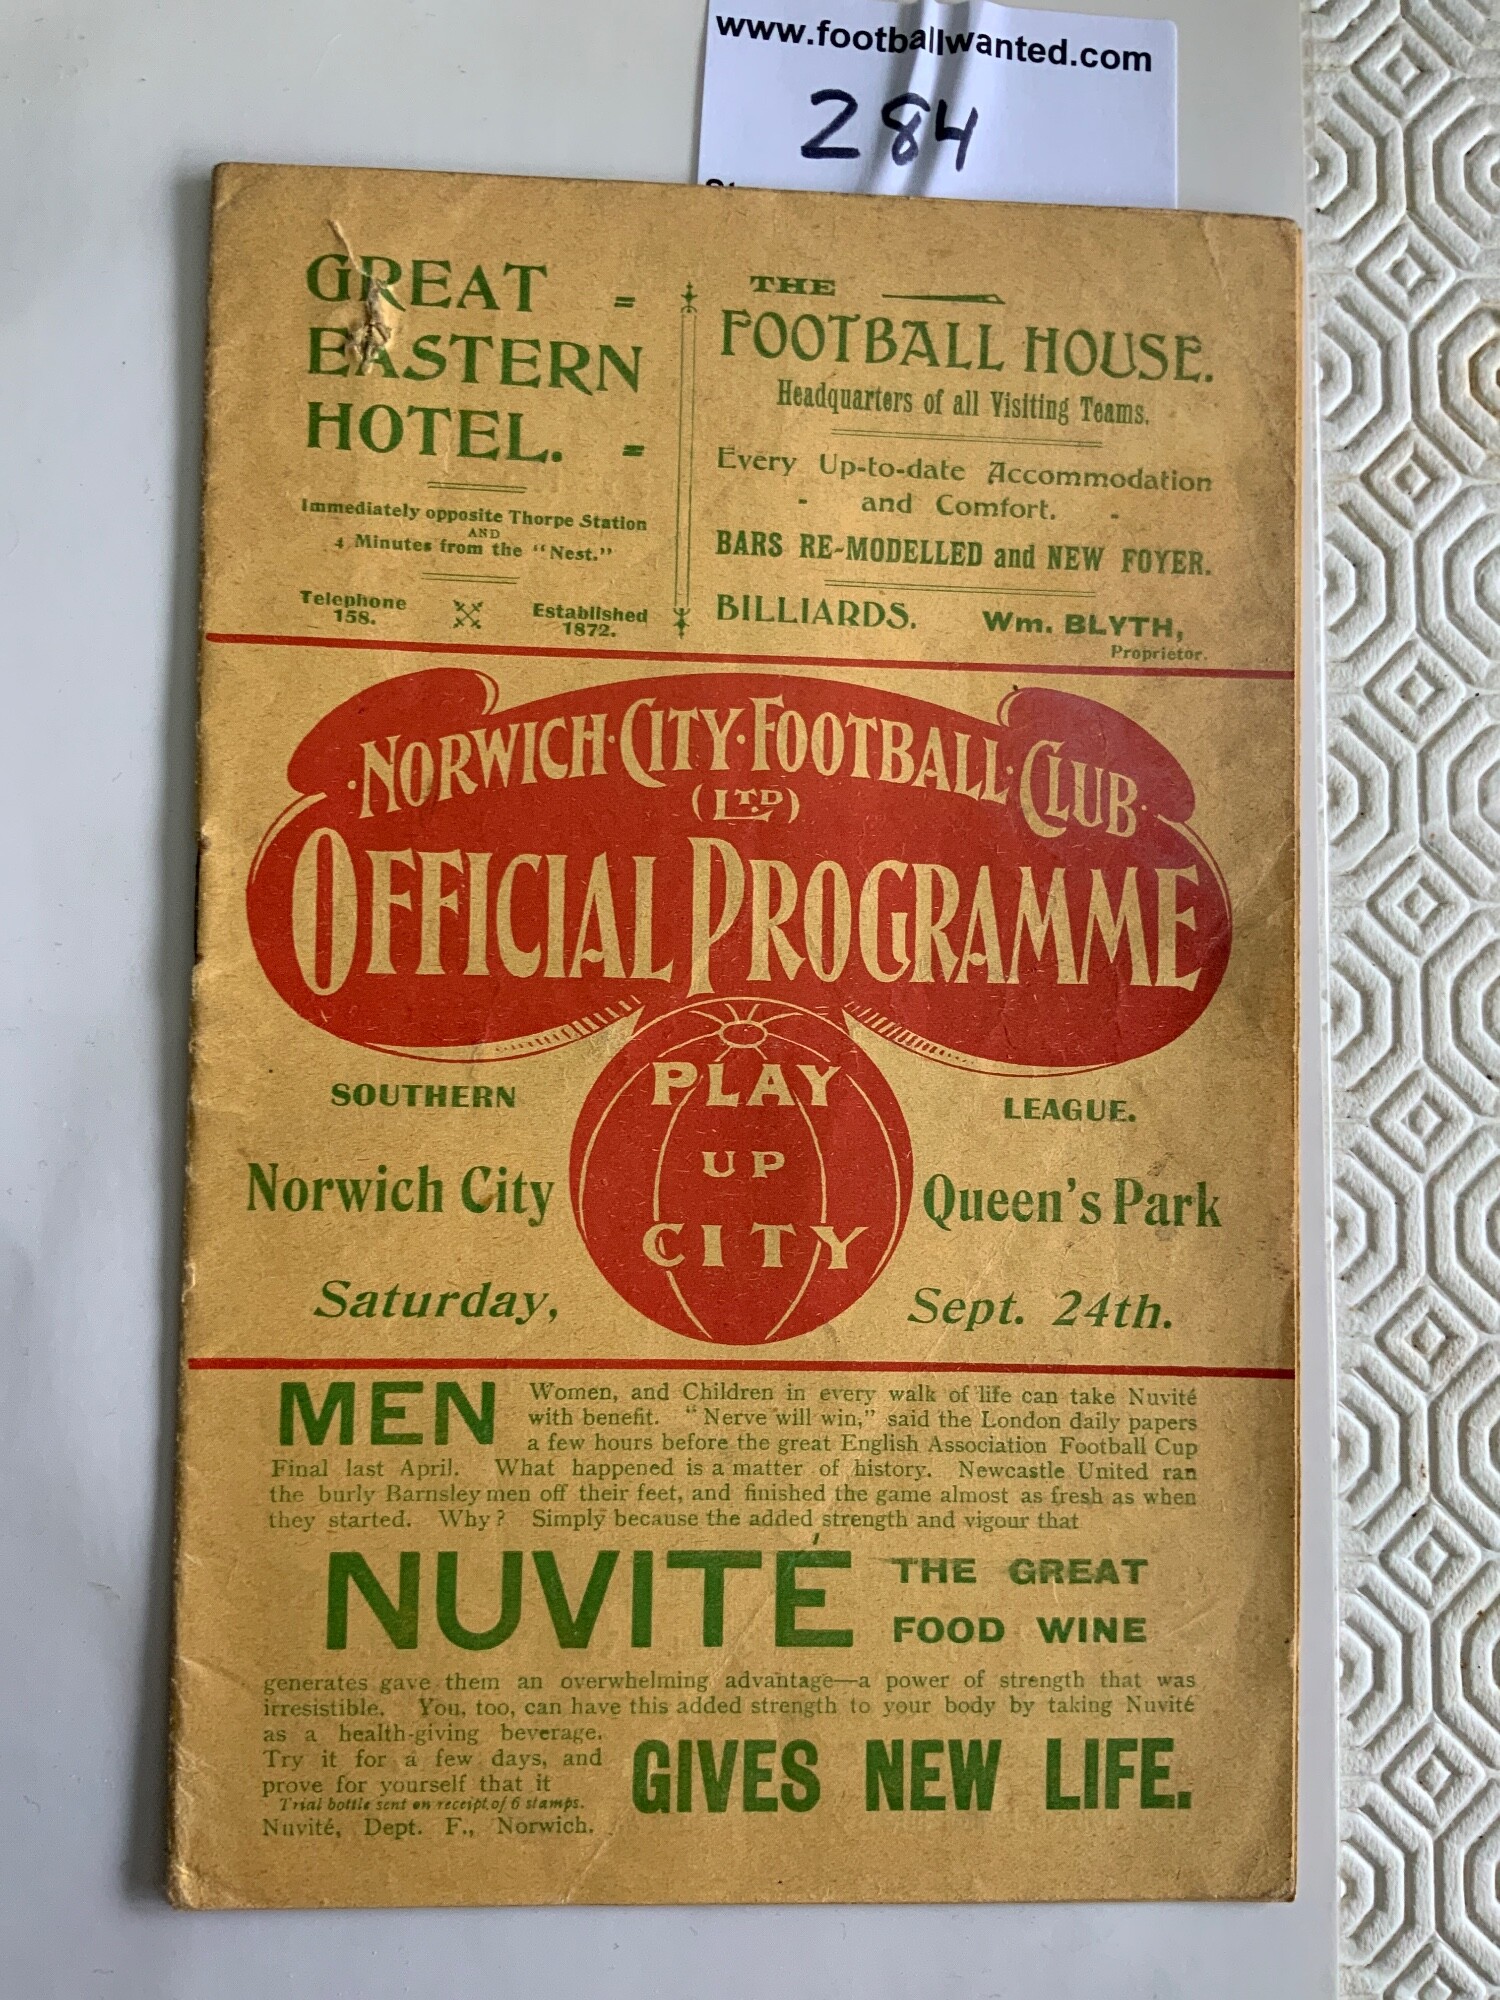 www.footballwanted.com
284
GREAT =
EASTERN
HOTEL. =
Immediately opposite Thorpe Station
AND
4 Minutes from the "Nest."
Telephone
158.
Established
1872.
THE
FOOTBALL HOUSE.
Headquarters of all Visiting Teams.
Every Up-to-date Accommodation
- and Comfort. -
BARS RE-MODELLED and NEW FOYER.
BILLIARDS. Wm. BLYTH,
Proprietor.
·NORWICH·CITY·FOOTBALL·CLUB·
(LTD)
OFFICIAL PROGRAMME
PLAY
UP
CITY
SOUTHERN LEAGUE.
Norwich City Queen's Park
Saturday, Sept. 24th.
MEN Women, and Children in every walk of life can take Nuvité
with benefit. "Nerve will win," said the London daily papers
a few hours before the great English Association Football Cup
Final last April. What happened is a matter of history. Newcastle United ran
the burly Barnsley men off their feet, and finished the game almost as fresh as when
they started. Why? Simply because the added strength and vigour that
NUVITÉ THE GREAT
FOOD WINE
generates gave them an overwhelming advantage—a power of strength that was
irresistible. You, too, can have this added strength to your body by taking Nuvité
as a health-giving beverage.
Try it for a few days, and
prove for yourself that it
GIVES NEW LIFE.
Trial bottle sent on receipt of 6 stamps.
Nuvité, Dept. F., Norwich.